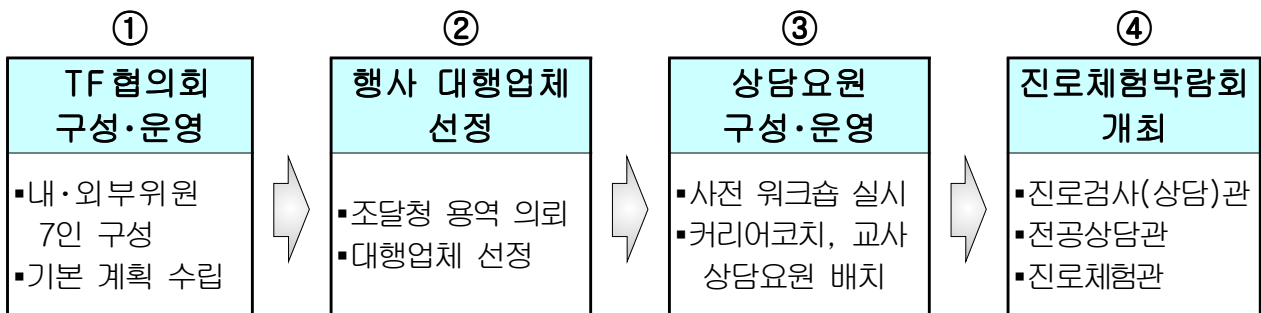 ①
TF협의회
구성·운영
▪내·외부위원
7인 구성
▪기본 계획 수립
②
행사 대행업체
선정
▪조달청 용역 의뢰
▪대행업체 선정
③
상담요원
구성·운영
▪사전 워크숍 실시
▪커리어코치, 교사
상담요원 배치
④
진로체험박람회
개최
▪진로검사(상담)관
▪전공상담관
▪진로체험관